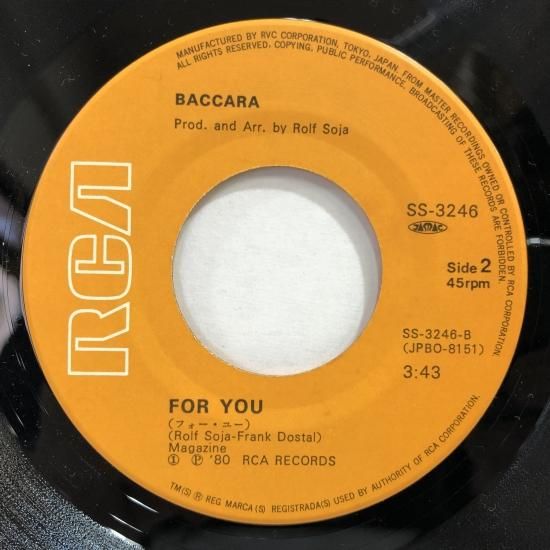 MANUFACTURED BY RVC CORPORATION, TOKYO, JAPAN. FROM MASTER RECORDINGS OWNED OR CONTROLLED BY RCA CORPORATION.
ALL RIGHTS RESERVED, COPYING, PUBLIC PERFORMANCE, BROADCASTING OF THESE RECORDS ARE FORBIDDEN.
BACCARA
Prod. and Arr. by Rolf Soja
RCA
SS-3246
JASRAC
Side 2
45rpm
SS-3246-B
(JPBO-8151)
3:43
FOR YOU
(フォー・ユー)
(Rolf Soja-Frank Dostal)
Magazine
① ℗ '80 RCA RECORDS
TM(S) ® REG MARCA(S) REGISTRADA(S) USED BY AUTHORITY OF RCA CORPORATION.